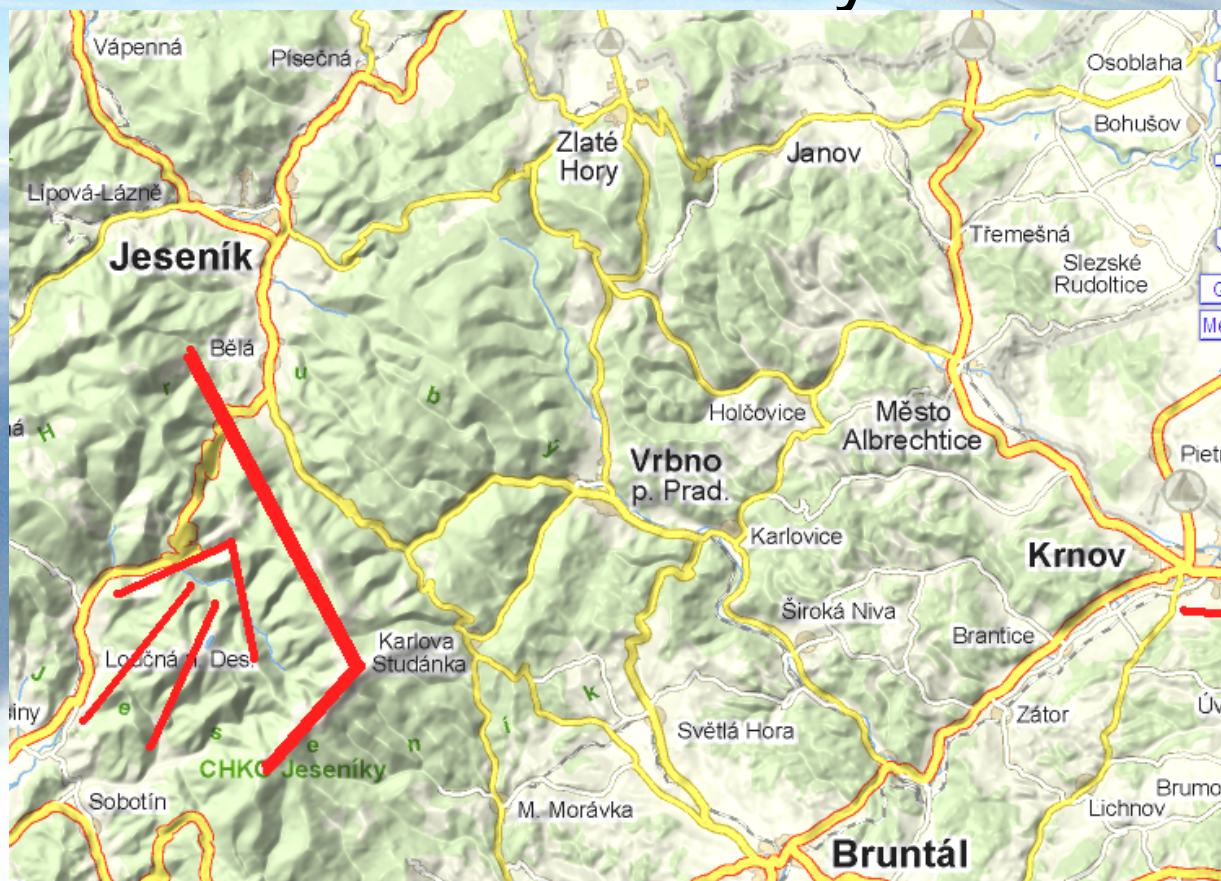 Vápenná
Písečná
Osoblaha
Bohušov
Zlaté
Hory
Janov
Lipová-Lázně
Třemešná
Jeseník
Slezské
Rudoltice
Bělá
H r u b ý
Holčovice
Město
Albrechtice
Vrbno
p. Prad.
Karlovice
Krnov
Široká Niva
Brantice
Karlova
Studánka
Loučná n. Des.
J e s e n í k
Zátor
Světlá Hora
CHKO Jeseníky
Sobotín
M. Morávka
Lichnov
Bruntál